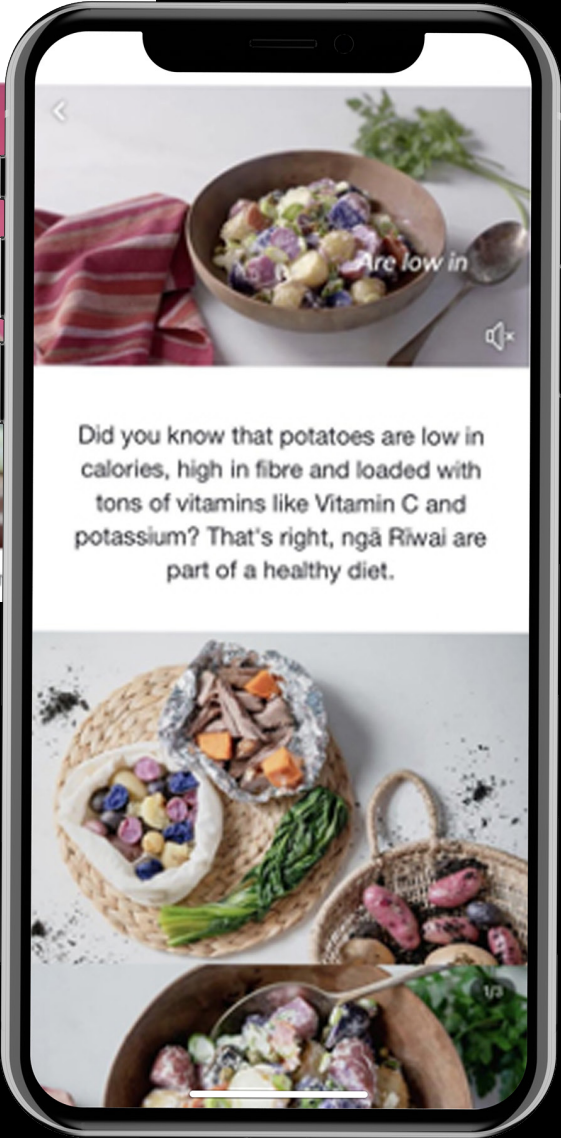 Are low in
Did you know that potatoes are low in
calories, high in fibre and loaded with
tons of vitamins like Vitamin C and
potassium? That's right, ngā Rīwai are
part of a healthy diet.
1/3